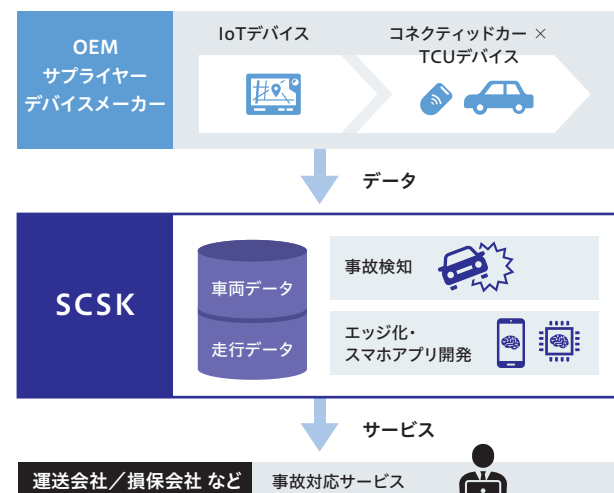 OEM
サプライヤー
デバイスメーカー
IoTデバイス
コネクティッドカー ×
TCUデバイス
データ
SCSK
車両データ
走行データ
事故検知
エッジ化・
スマホアプリ開発
サービス
運送会社／損保会社 など
事故対応サービス